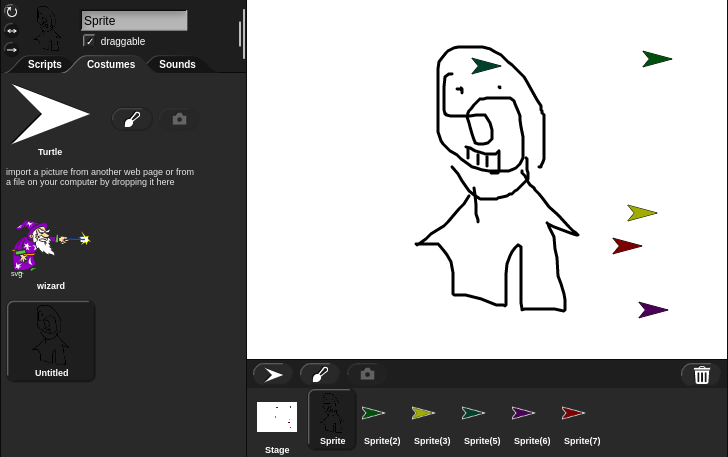 Sprite
draggable
Scripts
Costumes
Sounds
Turtle
import a picture from another web page or from
a file on your computer by dropping it here
svg
wizard
Untitled
Stage
Sprite
Sprite(2)
Sprite(3)
Sprite(5)
Sprite(6)
Sprite(7)